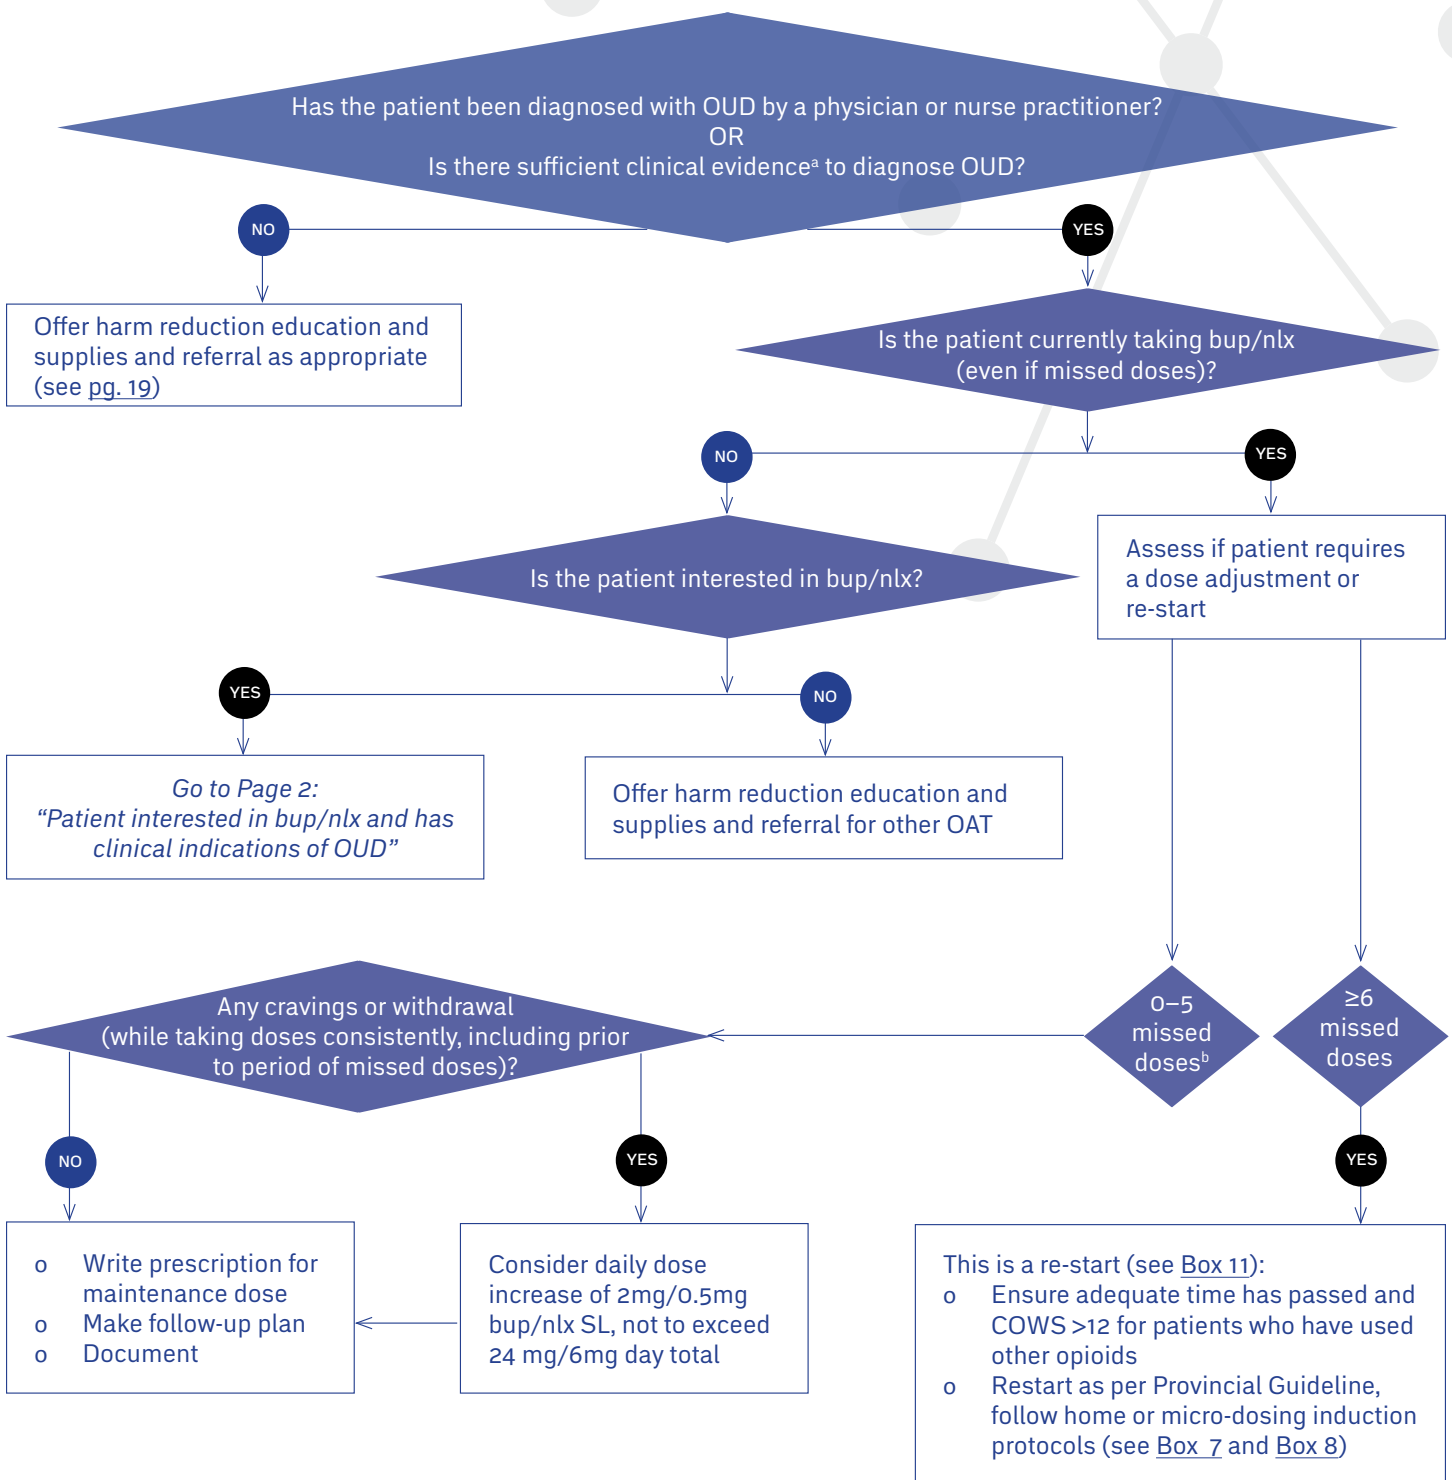 Has the patient been diagnosed with OUD by a physician or nurse practitioner?
OR
Is there sufficient clinical evidenceᵃ to diagnose OUD?
NO
YES
Offer harm reduction education and
supplies and referral as appropriate
(see pg. 19)
Is the patient currently taking bup/nlx
(even if missed doses)?
NO
YES
Is the patient interested in bup/nlx?
Assess if patient requires
a dose adjustment or
re-start
YES
NO
Go to Page 2:
“Patient interested in bup/nlx and has
clinical indications of OUD”
Offer harm reduction education and
supplies and referral for other OAT
0–5
missed
dosesᵇ
≥6
missed
doses
Any cravings or withdrawal
(while taking doses consistently, including prior
to period of missed doses)?
NO
YES
YES
o Write prescription for
maintenance dose
o Make follow-up plan
o Document
Consider daily dose
increase of 2mg/0.5mg
bup/nlx SL, not to exceed
24 mg/6mg day total
This is a re-start (see Box 11):
o Ensure adequate time has passed and
COWS >12 for patients who have used
other opioids
o Restart as per Provincial Guideline,
follow home or micro-dosing induction
protocols (see Box 7 and Box 8)